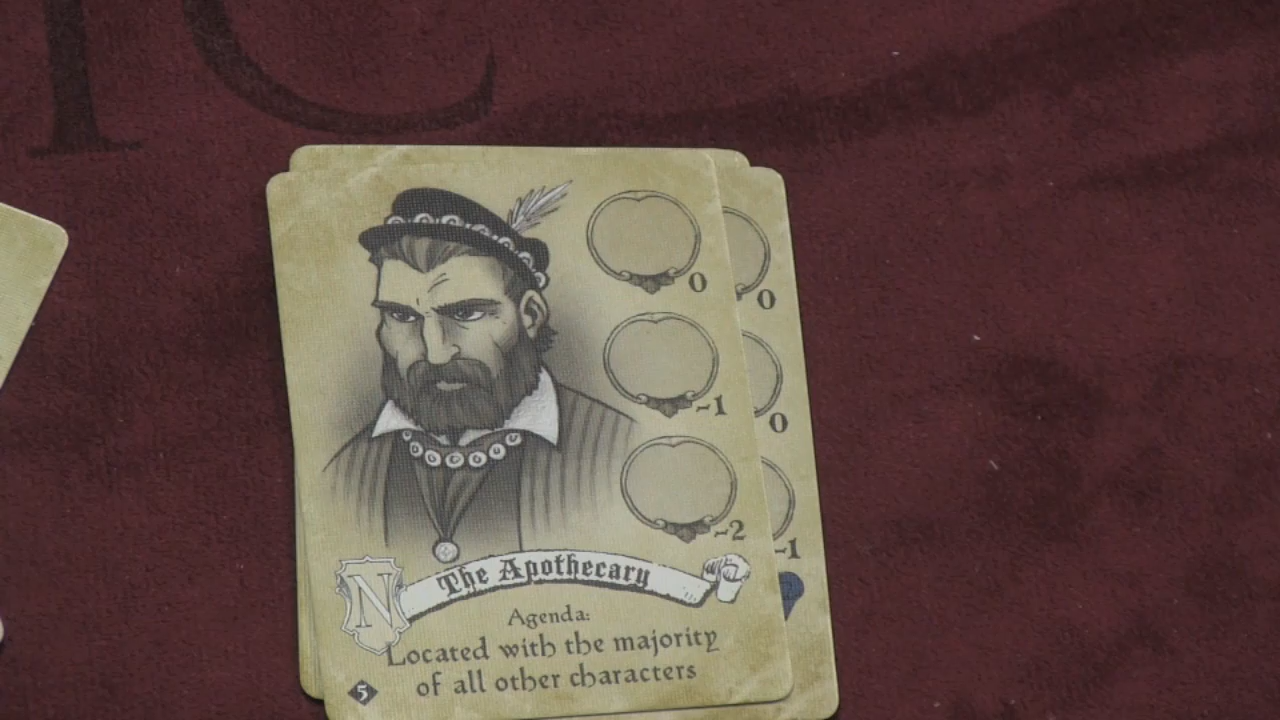 0
-1
-2
0
0
-1
N
The Apothecary
Agenda:
Located with the majority
of all other characters
5